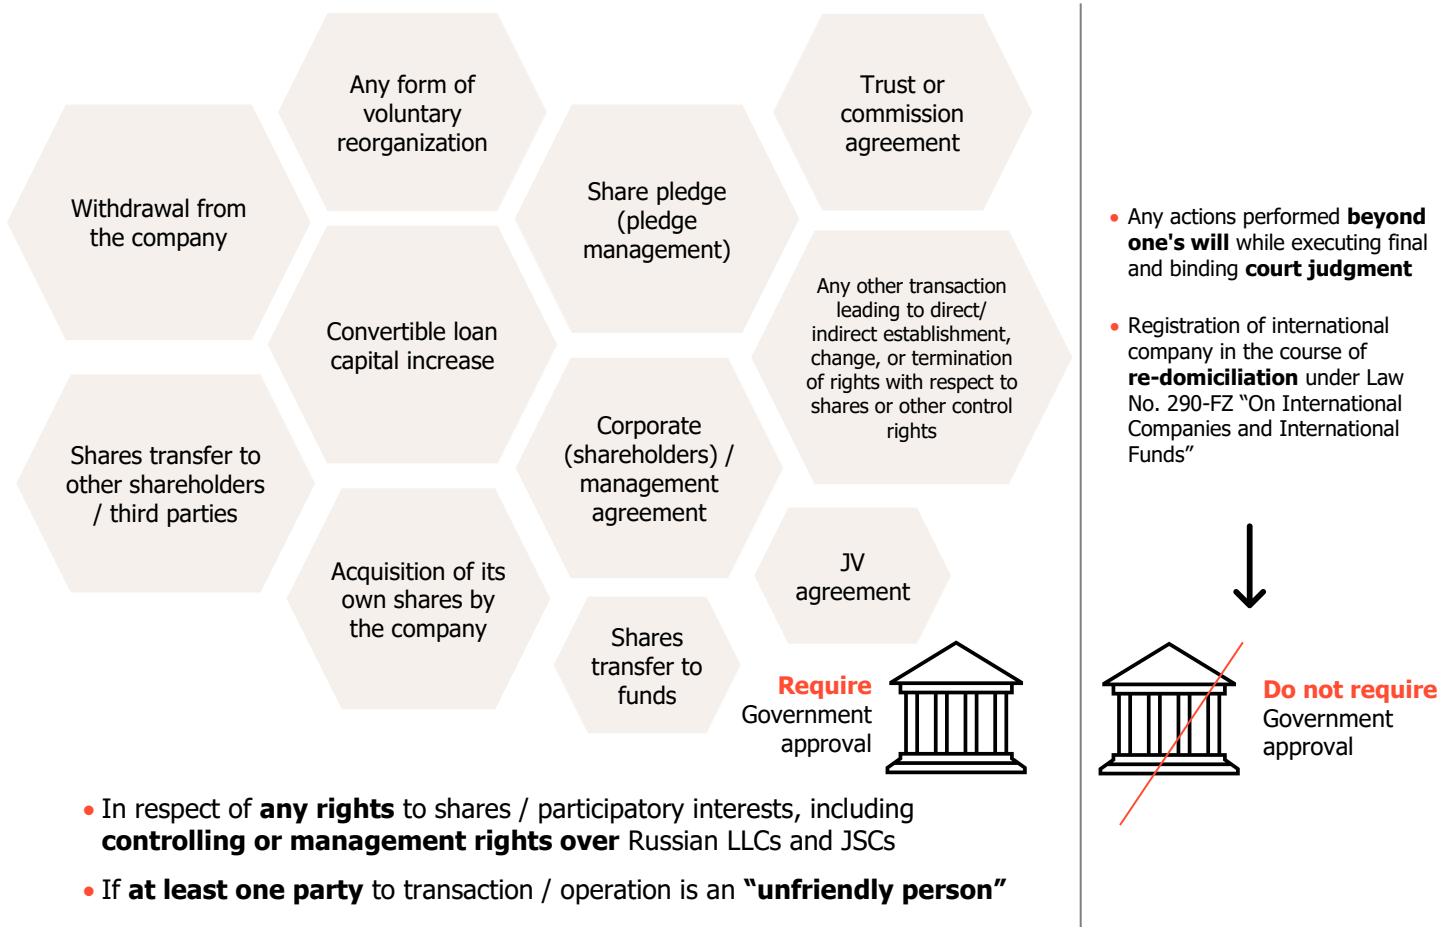 Any form of
voluntary
reorganization
Trust or
commission
agreement
Withdrawal from
the company
Share pledge
(pledge
management)
Convertible loan
capital increase
Any other transaction
leading to direct/
indirect establishment,
change, or termination
of rights with respect to
shares or other control
rights
Shares transfer to
other shareholders
/ third parties
Corporate
(shareholders) /
management
agreement
Acquisition of its
own shares by
the company
JV
agreement
Shares
transfer to
funds
Require
Government
approval
• In respect of any rights to shares / participatory interests, including
controlling or management rights over Russian LLCs and JSCs
• If at least one party to transaction / operation is an “unfriendly person”
• Any actions performed beyond
one's will while executing final
and binding court judgment
• Registration of international
company in the course of
re-domiciliation under Law
No. 290-FZ “On International
Companies and International
Funds”
Do not require
Government
approval